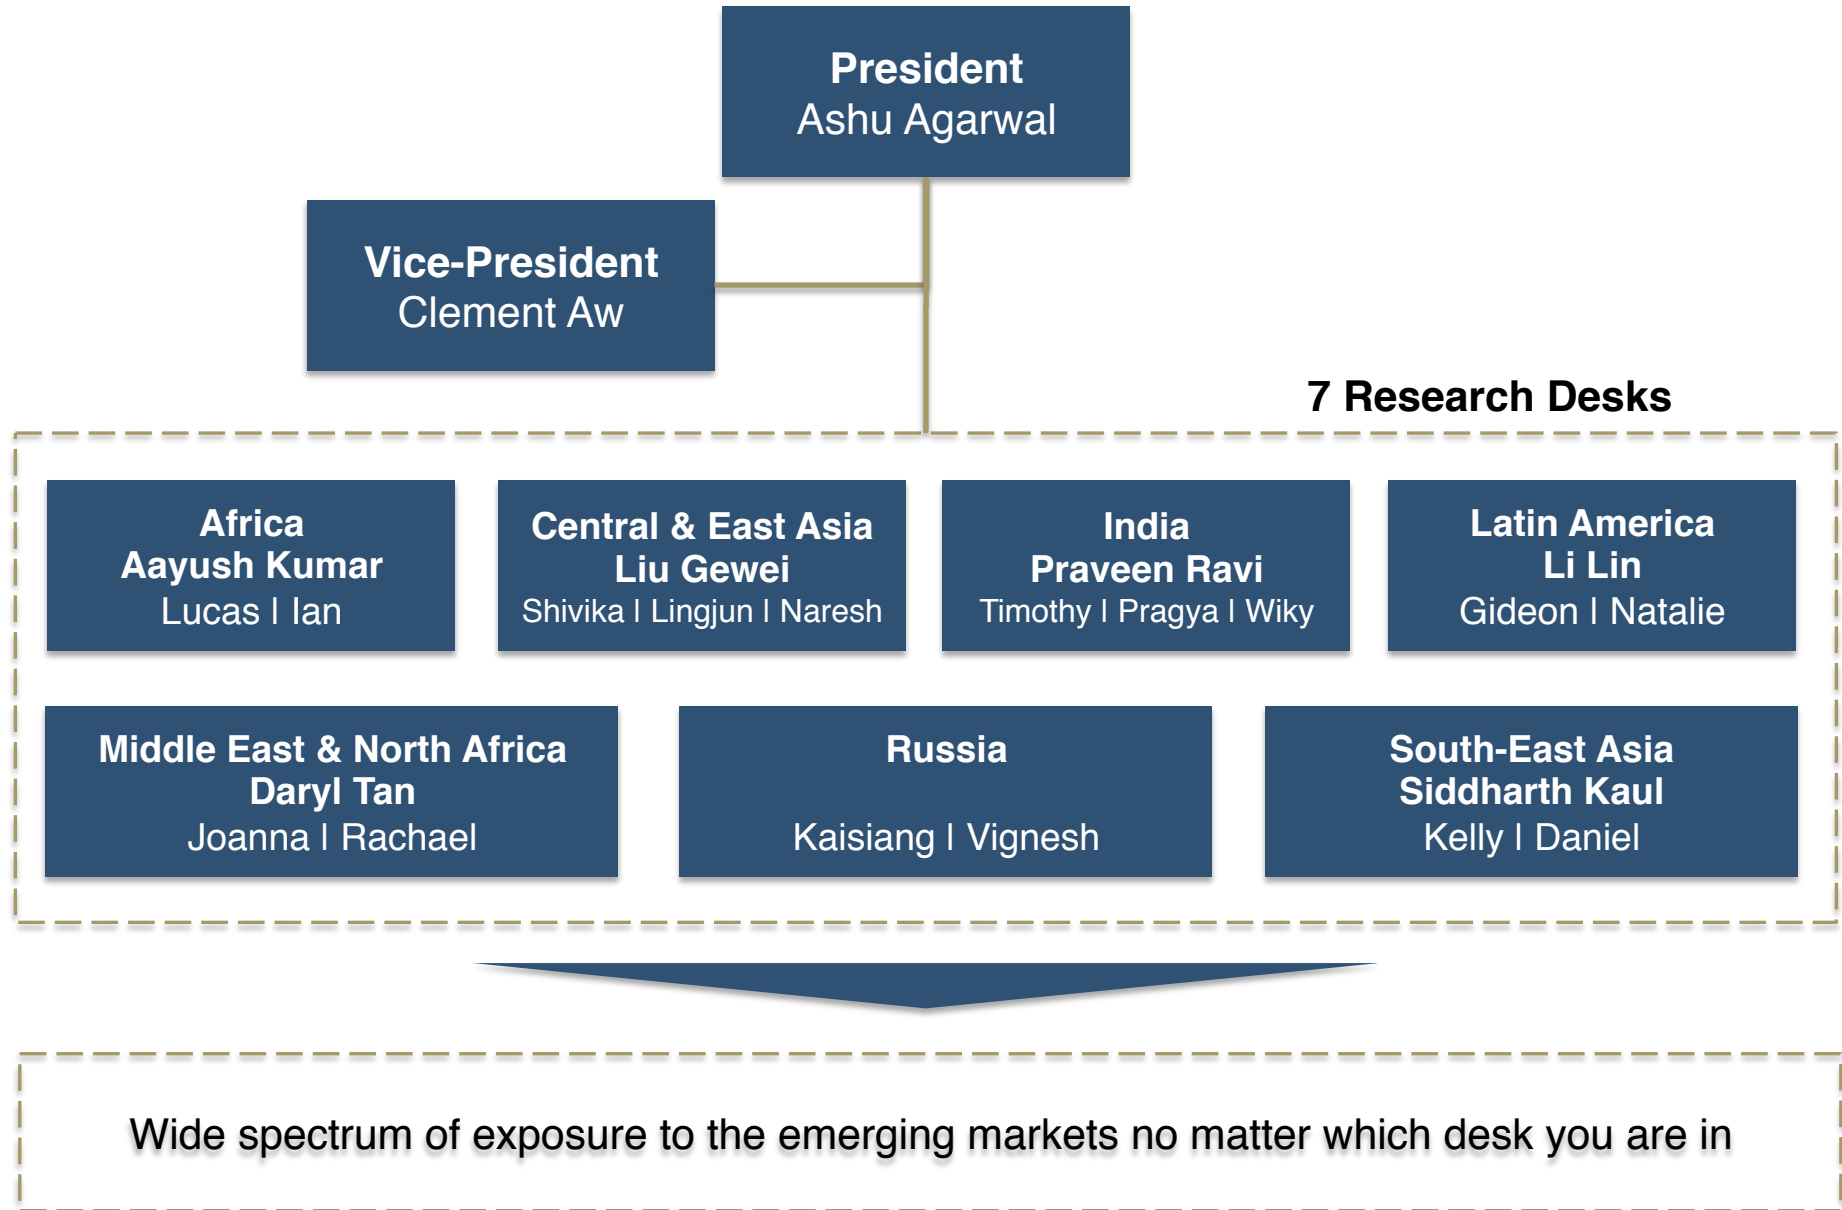 President
Ashu Agarwal
Vice-President
Clement Aw
7 Research Desks
Africa
Aayush Kumar
Lucas | Ian
Central & East Asia
Liu Gewei
Shivika | Lingjun | Naresh
India
Praveen Ravi
Timothy | Pragya | Wiky
Latin America
Li Lin
Gideon | Natalie
Middle East & North Africa
Daryl Tan
Joanna | Rachael
Russia
Kaisiang | Vignesh
South-East Asia
Siddharth Kaul
Kelly | Daniel
Wide spectrum of exposure to the emerging markets no matter which desk you are in